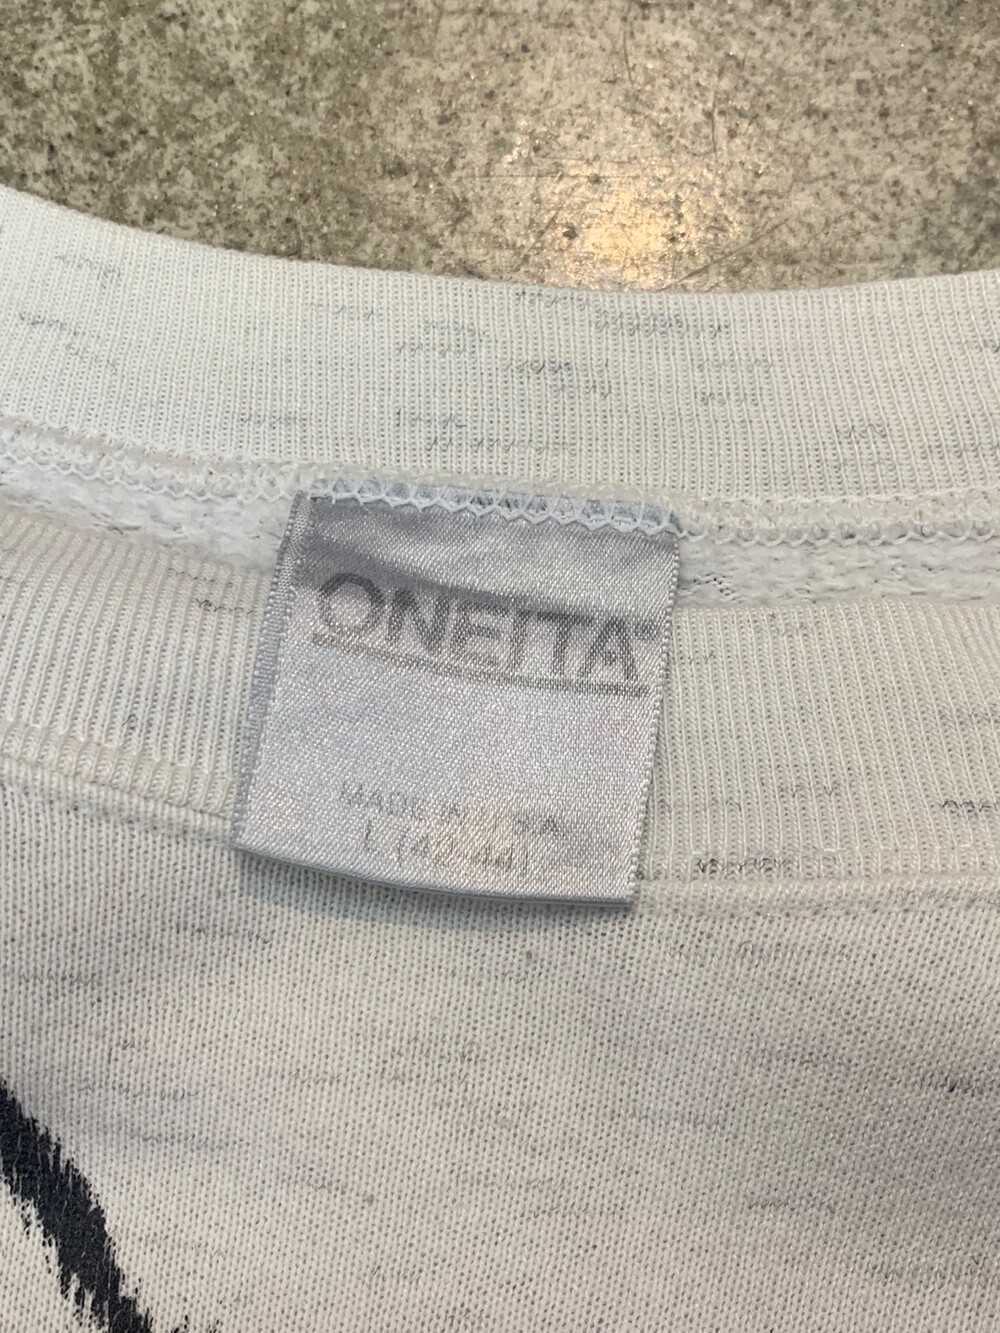 ONEITA
MADE IN USA
L (42-44)